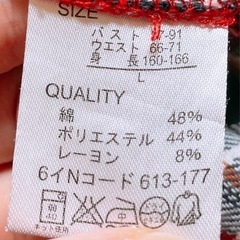 SIZE
バスト 87-91
ウエスト 66-71
身 長 160-166
L
QUALITY
綿 48%
ポリエステル 44%
レーヨン 8%
6イNコード 613-177
40